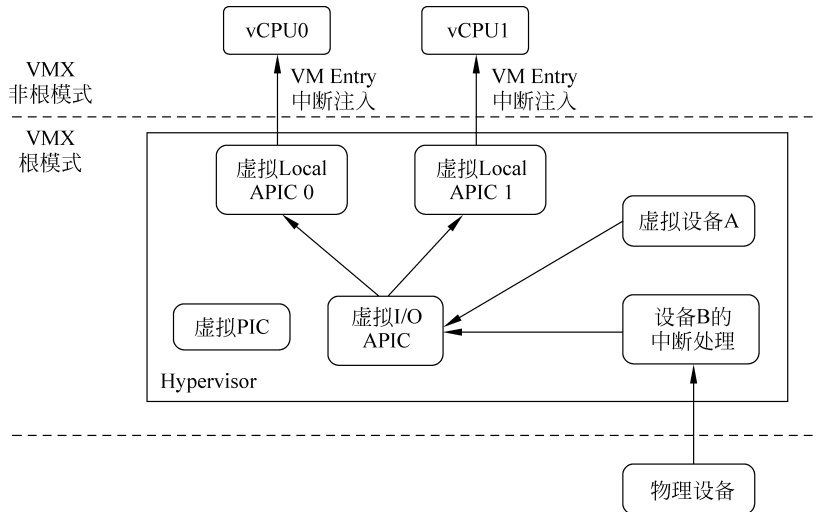 vCPU0
vCPU1
VMX
非根模式
VM Entry
中断注入
VM Entry
中断注入
VMX
根模式
虚拟Local
APIC 0
虚拟Local
APIC 1
虚拟设备A
虚拟PIC
虚拟I/O
APIC
设备B的
中断处理
Hypervisor
物理设备